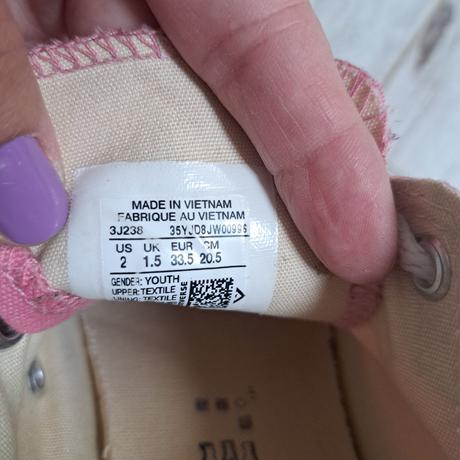 MADE IN VIETNAM
FABRIQUE AU VIETNAM
3J238 35YJD8JW00996
US UK EUR CM
2 1.5 33.5 20.5
GENDER: YOUTH
UPPER: TEXTILE
LINING: TEXTILE